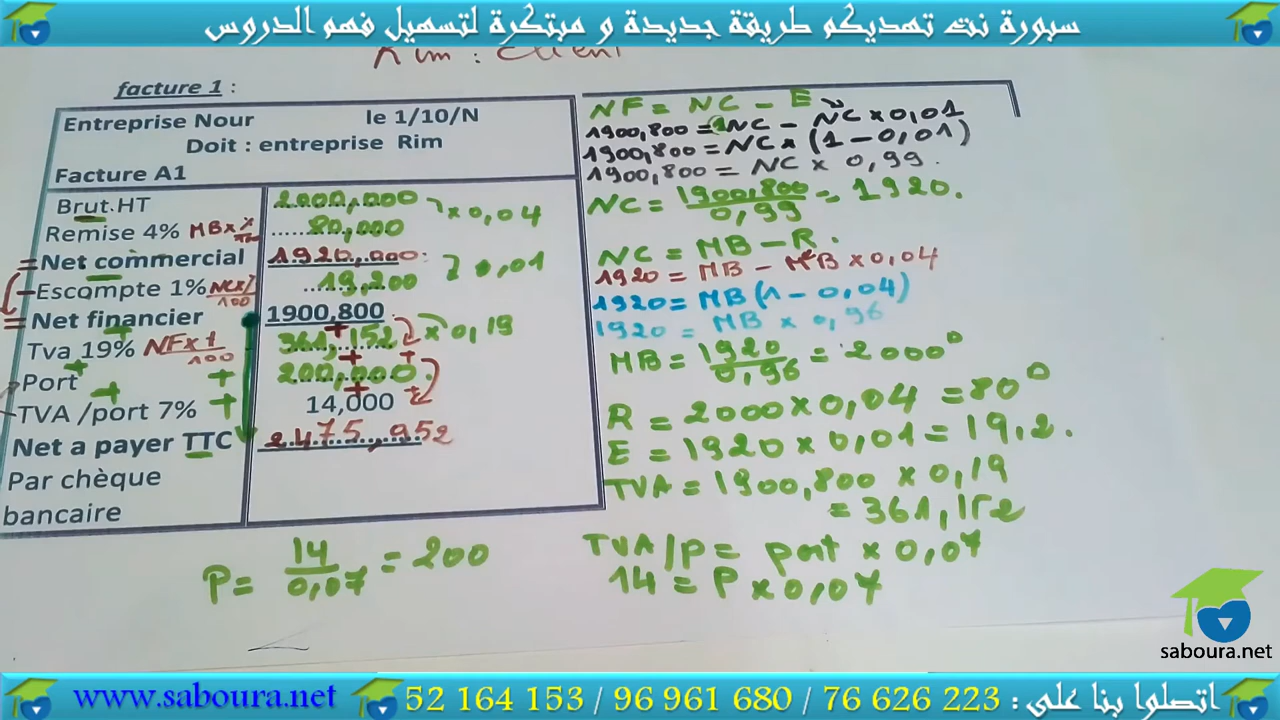 سبورة نت تهديكم طريقة جديدة و مبتكرة لتسهيل فهم الدروس
Rim : Client
facture 1 :
Entreprise Nour le 1/10/N
Doit : entreprise Rim
Facture A1
Brut.HT 2000,000
Remise 4% MB x 80,000 x 0,04
= Net commercial 1920,000
Escompte 1% 19,200 0,01
= Net financier 1900,800
Tva 19% NF x 361,152 x 0,19
+ Port + 200,000
+ TVA /port 7% + 14,000
Net a payer TTC 2475,952
Par chèque
bancaire
P = 14/0,07 = 200
NF = NC - E
1900,800 = 1NC - NC x 0,01
1900,800 = NC x (1 - 0,01)
1900,800 = NC x 0,99.
NC = 1900,800/0,99 = 1920.
NC = MB - R.
1920 = MB - MB x 0,04
1920 = MB (1 - 0,04)
1920 = MB x 0,96
MB = 1920/0,96 = 2000D
R = 2000 x 0,04 = 80D
E = 1920 x 0,01 = 19,2.
TVA = 1900,800 x 0,19
= 361,152
TVA/P = port x 0,07
14 = P x 0,07
saboura.net
www.saboura.net 52 164 153 / 96 961 680 / 76 626 223 : اتصلوا بنا على